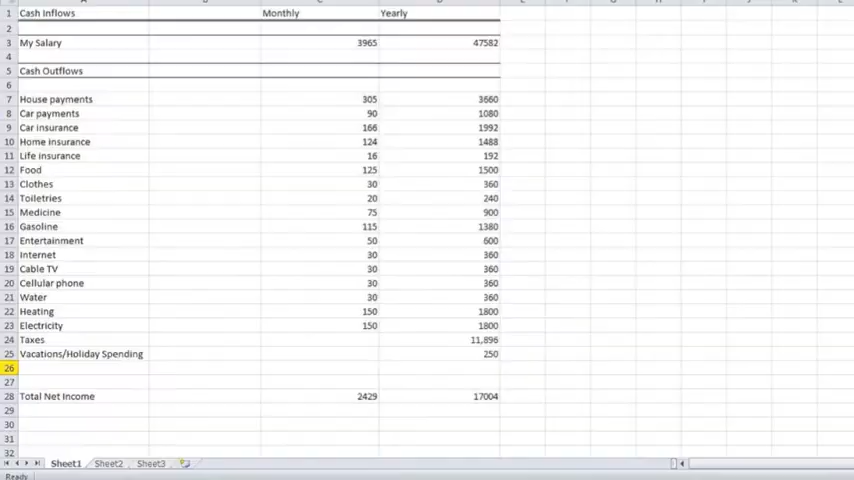 1 Cash Inflows Monthly Yearly
2
3 My Salary 3965 47582
4
5 Cash Outflows
6
7 House payments 305 3660
8 Car payments 90 1080
9 Car insurance 166 1992
10 Home insurance 124 1488
11 Life insurance 16 192
12 Food 125 1500
13 Clothes 30 360
14 Toiletries 20 240
15 Medicine 75 900
16 Gasoline 115 1380
17 Entertainment 50 600
18 Internet 30 360
19 Cable TV 30 360
20 Cellular phone 30 360
21 Water 30 360
22 Heating 150 1800
23 Electricity 150 1800
24 Taxes 11,896
25 Vacations/Holiday Spending 250
26
27
28 Total Net Income 2429 17004
29
30
31
32
Sheet1 Sheet2 Sheet3
Ready